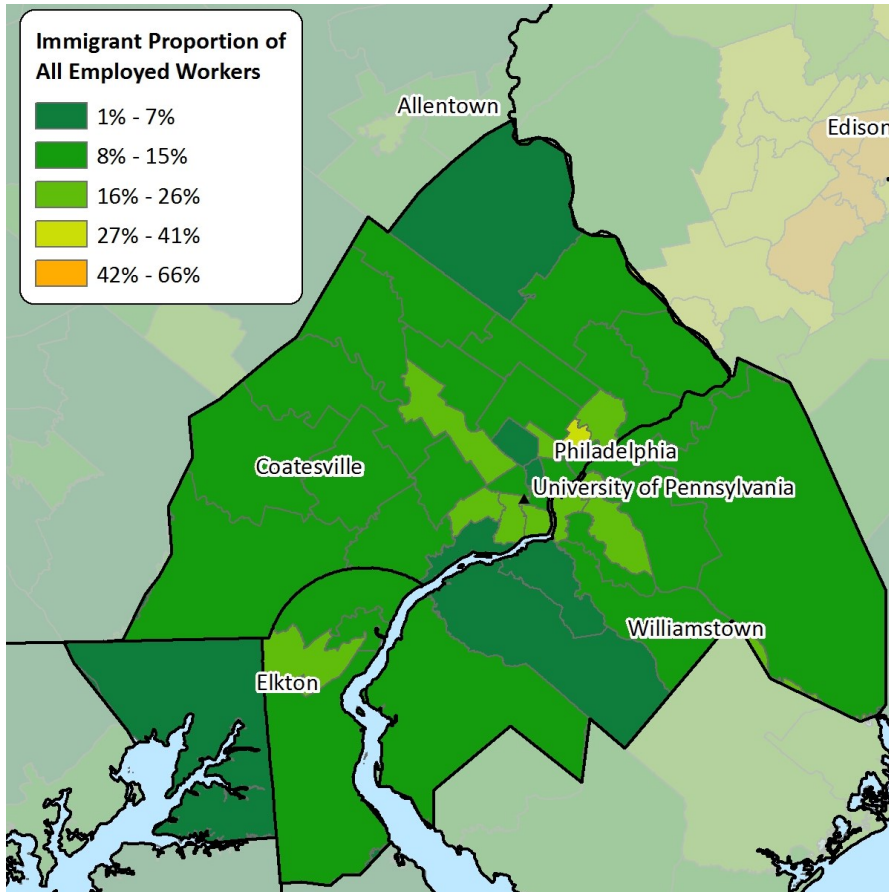 Immigrant Proportion of
All Employed Workers
1% - 7%
8% - 15%
16% - 26%
27% - 41%
42% - 66%
Allentown
Edison
Philadelphia
Coatesville
University of Pennsylvania
Williamstown
Elkton